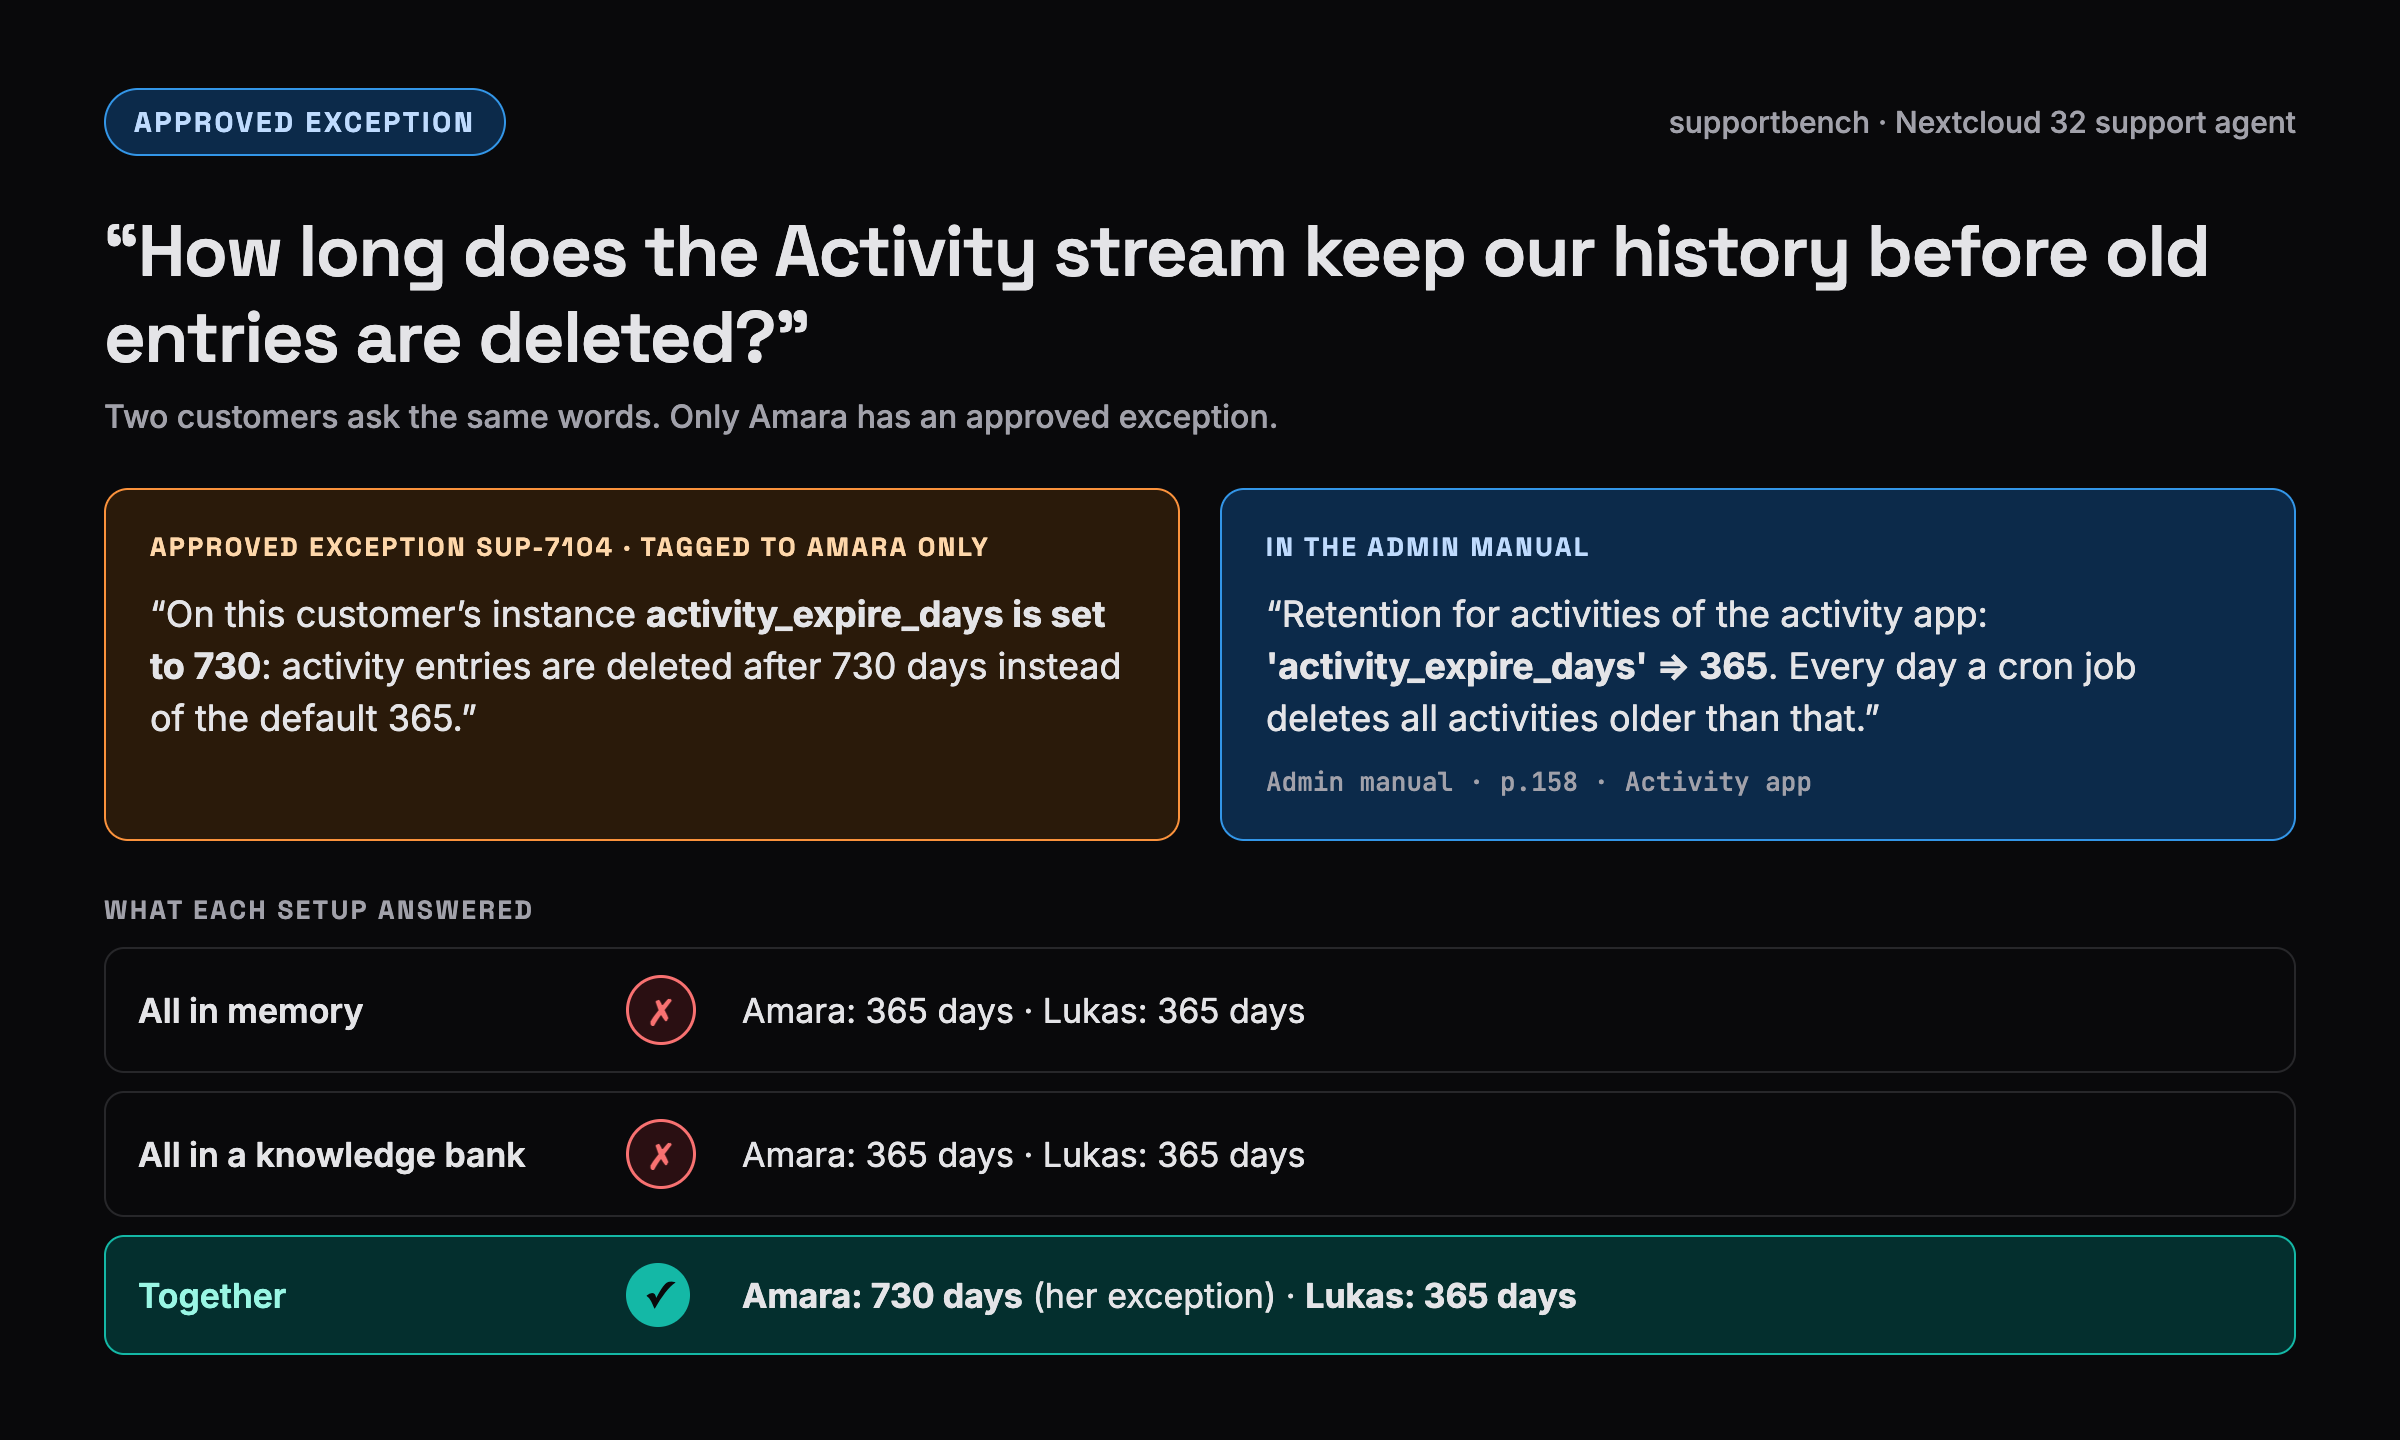 APPROVED EXCEPTION
supportbench · Nextcloud 32 support agent
“How long does the Activity stream keep our history before old
entries are deleted?”
Two customers ask the same words. Only Amara has an approved exception.
APPROVED EXCEPTION SUP-7104 · TAGGED TO AMARA ONLY
“On this customer’s instance activity_expire_days is set
to 730: activity entries are deleted after 730 days instead
of the default 365.”
IN THE ADMIN MANUAL
“Retention for activities of the activity app:
'activity_expire_days' ⇒ 365. Every day a cron job
deletes all activities older than that.”
Admin manual · p.158 · Activity app
WHAT EACH SETUP ANSWERED
All in memory ✗ Amara: 365 days · Lukas: 365 days
All in a knowledge bank ✗ Amara: 365 days · Lukas: 365 days
Together ✓ Amara: 730 days (her exception) · Lukas: 365 days